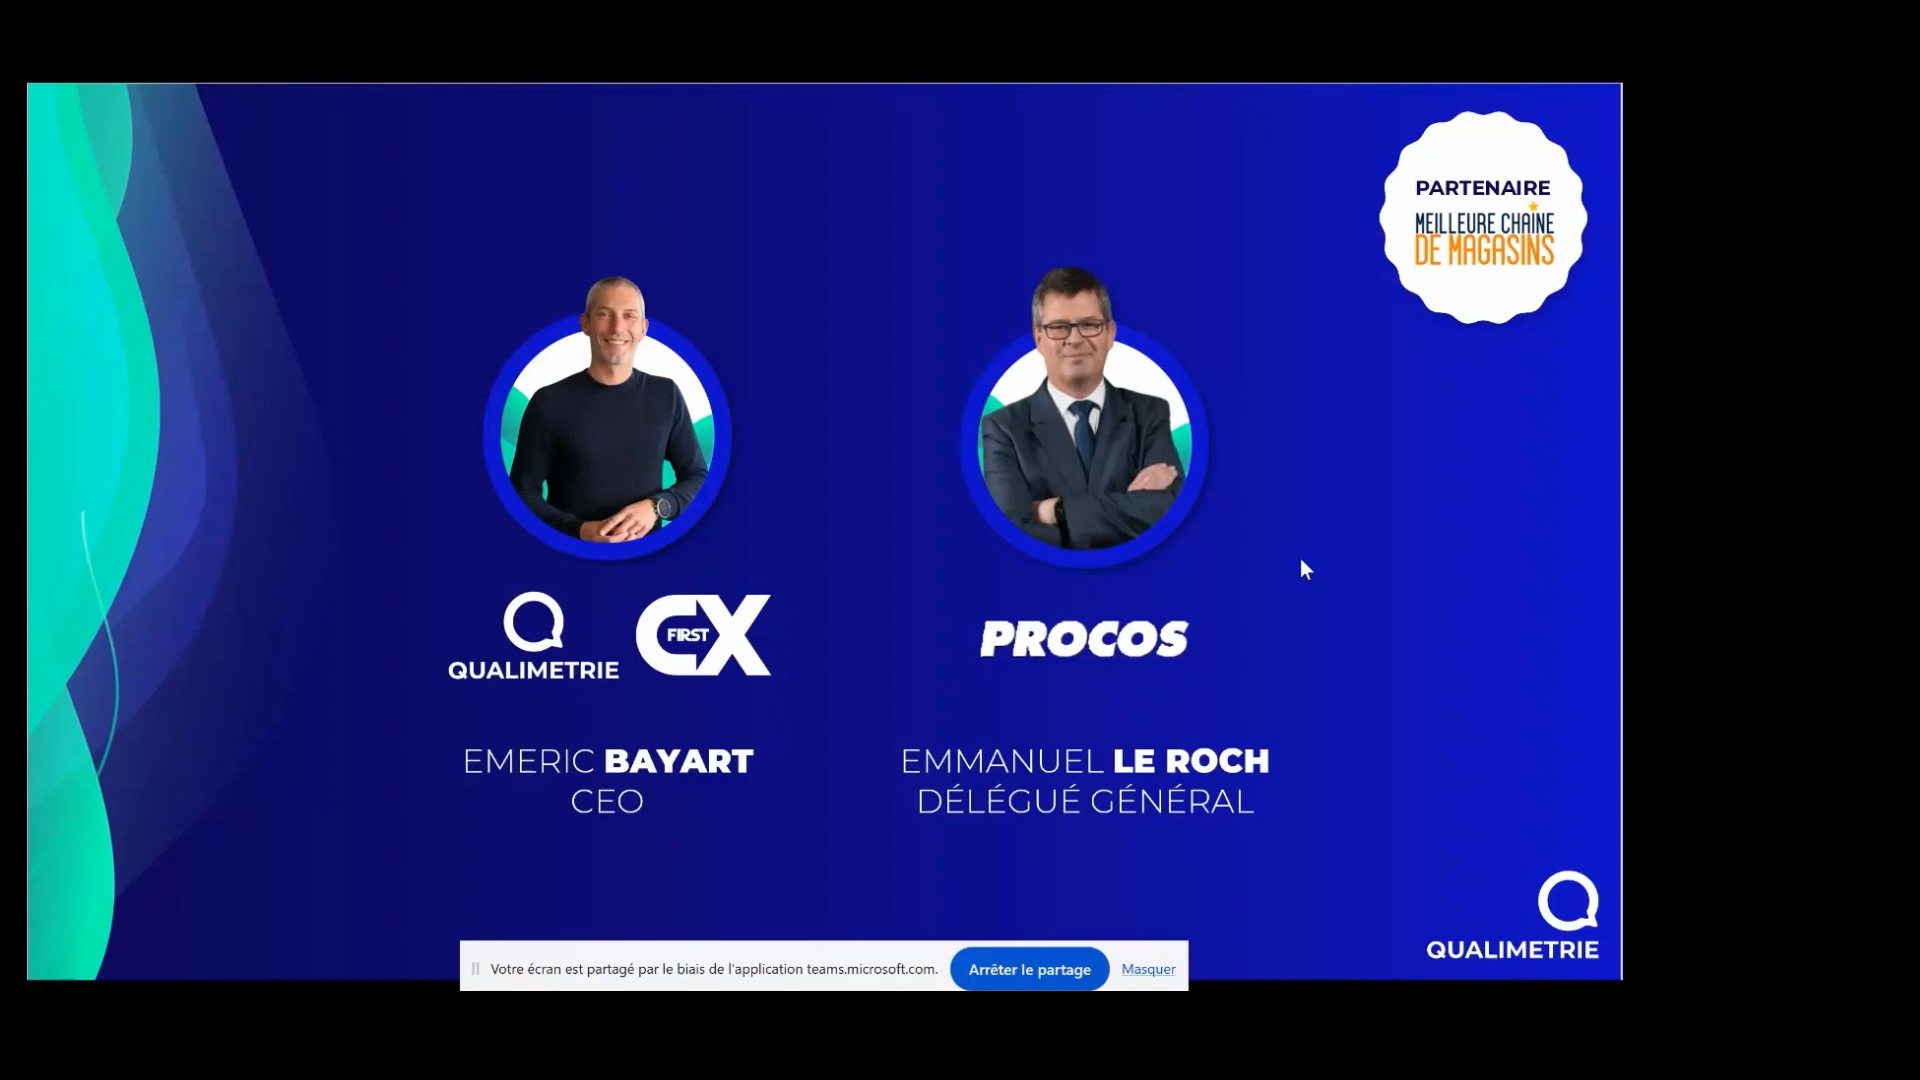 PARTENAIRE
MEILLEURE CHAÎNE
DE MAGASINS
QUALIMETRIE
FIRST CX
PROCOS
EMERIC BAYART
CEO
EMMANUEL LE ROCH
DÉLÉGUÉ GÉNÉRAL
QUALIMETRIE
Votre écran est partagé par le biais de l'application teams.microsoft.com.
Arrêter le partage
Masquer